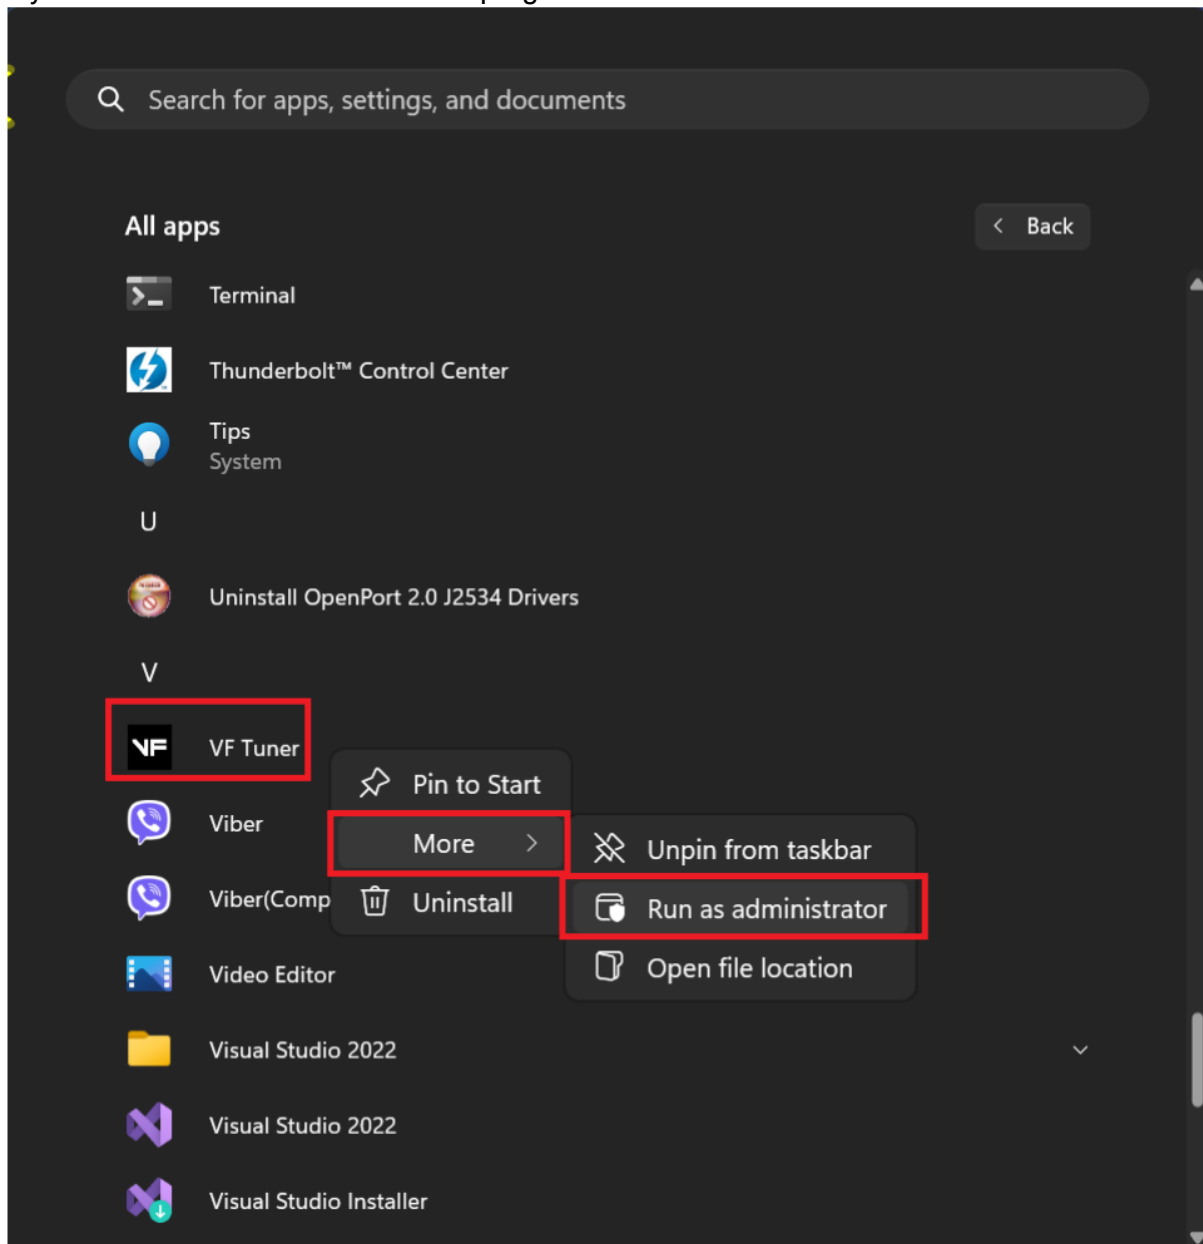 Search for apps, settings, and documents
All apps
Back
Terminal
Thunderbolt™ Control Center
Tips
System
U
Uninstall OpenPort 2.0 J2534 Drivers
V
VF
VF Tuner
Pin to Start
Viber
More
Unpin from taskbar
Viber(Comp
Uninstall
Run as administrator
Video Editor
Open file location
Visual Studio 2022
Visual Studio 2022
Visual Studio Installer